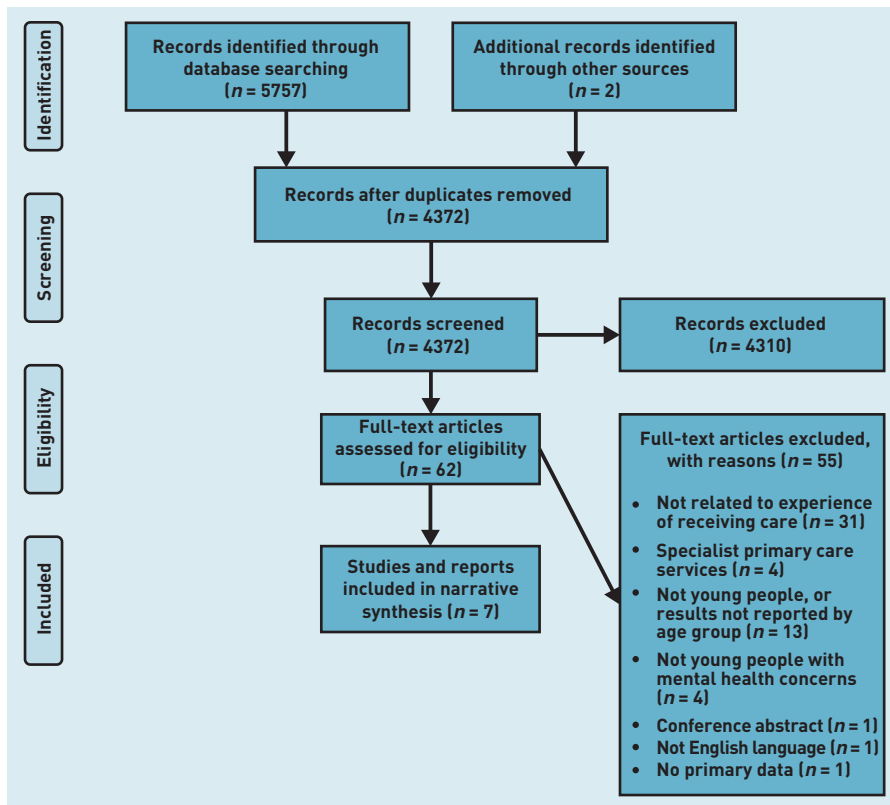 Identification
Records identified through
database searching
(n = 5757)
Additional records identified
through other sources
(n = 2)
Screening
Records after duplicates removed
(n = 4372)
Records screened
(n = 4372)
Records excluded
(n = 4310)
Eligibility
Full-text articles
assessed for eligibility
(n = 62)
Full-text articles excluded,
with reasons (n = 55)
• Not related to experience
of receiving care (n = 31)
• Specialist primary care
services (n = 4)
• Not young people, or
results not reported by
age group (n = 13)
• Not young people with
mental health concerns
(n = 4)
• Conference abstract (n = 1)
• Not English language (n = 1)
• No primary data (n = 1)
Included
Studies and reports
included in narrative
synthesis (n = 7)